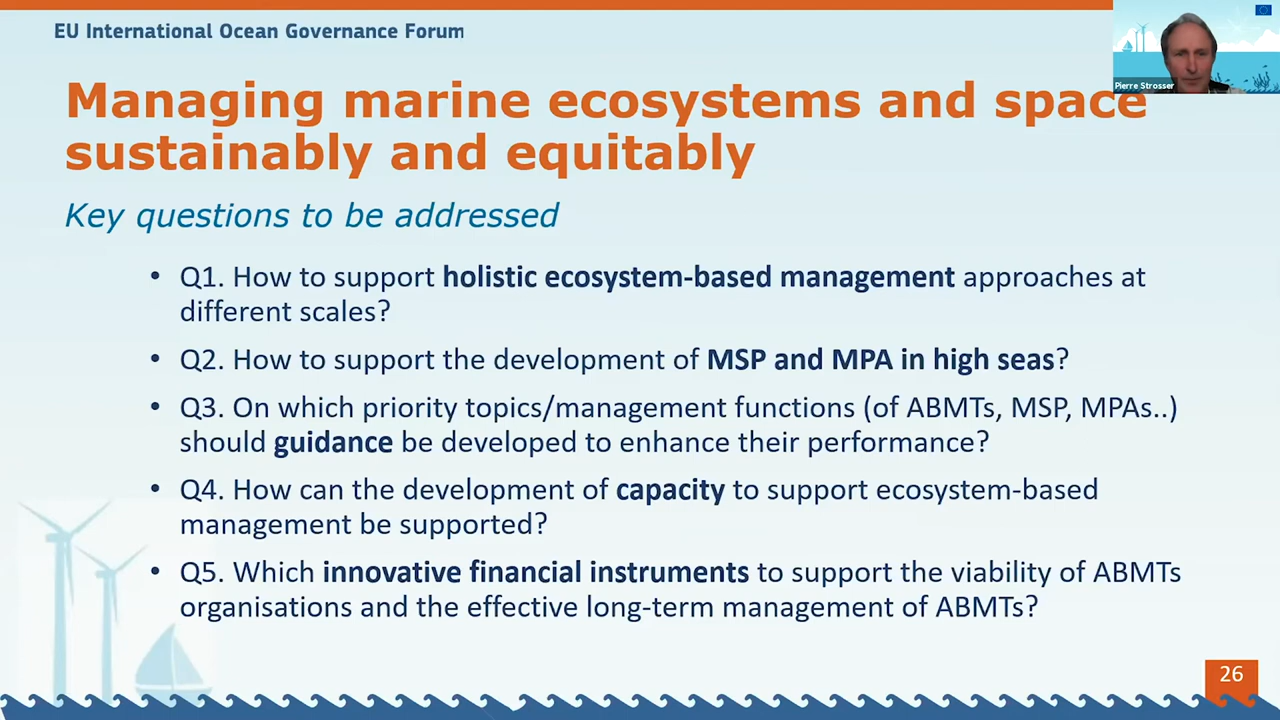 EU International Ocean Governance Forum
Pierre Strosser
Managing marine ecosystems and space
sustainably and equitably
Key questions to be addressed
• Q1. How to support holistic ecosystem-based management approaches at
different scales?
• Q2. How to support the development of MSP and MPA in high seas?
• Q3. On which priority topics/management functions (of ABMTs, MSP, MPAs..)
should guidance be developed to enhance their performance?
• Q4. How can the development of capacity to support ecosystem-based
management be supported?
• Q5. Which innovative financial instruments to support the viability of ABMTs
organisations and the effective long-term management of ABMTs?
26